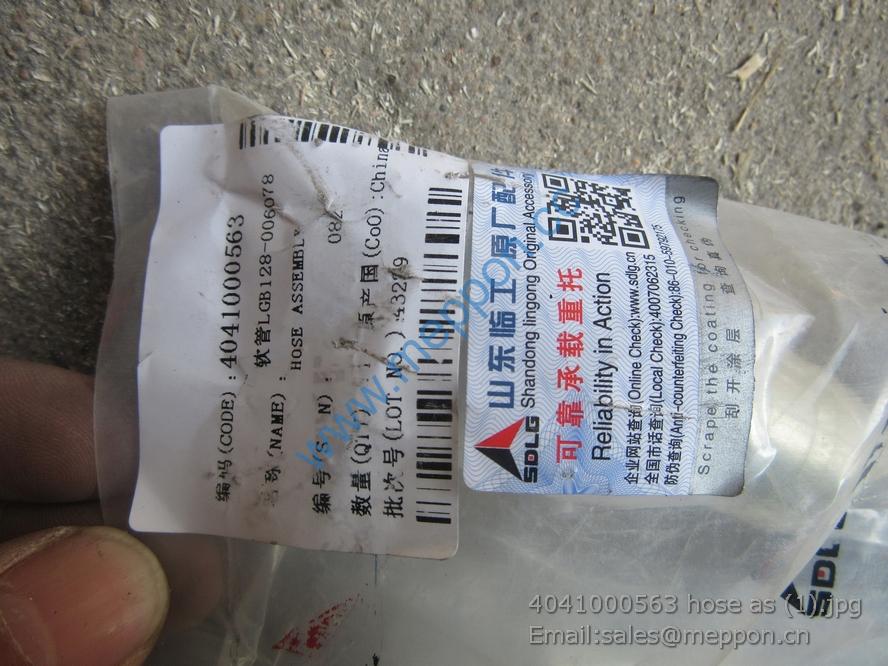 编码(CODE):4041000563
名称(NAME): 软管LGB128-006078
HOSE ASSEMBLY
编号(S N): 082
数量(QT
原产国(CoO):China
批次号(LOT NO.)
山东临工原厂配件
Shandong lingong Original Accessory
SDLG
可靠承载重托
Reliability in Action
企业网站查询(Online Check):www.sdlg.cn
全国市话查询(Local Check):4007062315
防伪查询(Anti-counterfeiting Check):86-010-59792175
Scrape the coating for checking
刮开涂层 查询真伪
SDLG
www.meppon.com
4041000563 hose as (1).jpg
Email:sales@meppon.cn